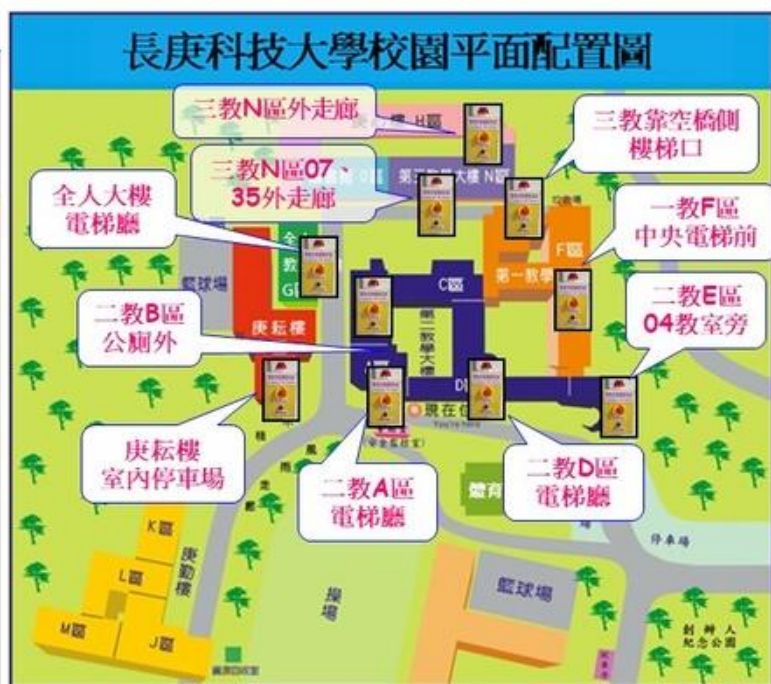 長庚科技大學校園平面配置圖
三教N區外走廊
H區
三教靠空橋側
樓梯口
三教N區07、
35外走廊
N區
全人大樓
電梯廳
一教F區
中央電梯前
籃球場
G區
F區
第一教學
C區
二教B區
公廁外
第二教學大樓
二教E區
04教室旁
庚耘樓
D區
現在位
You're here
庚耘樓
室內停車場
二教A區
電梯廳
二教D區
電梯廳
體育
停車場
K區
L區
M區
J區
庚勤樓
操場
籃球場
創辦人
紀念公園